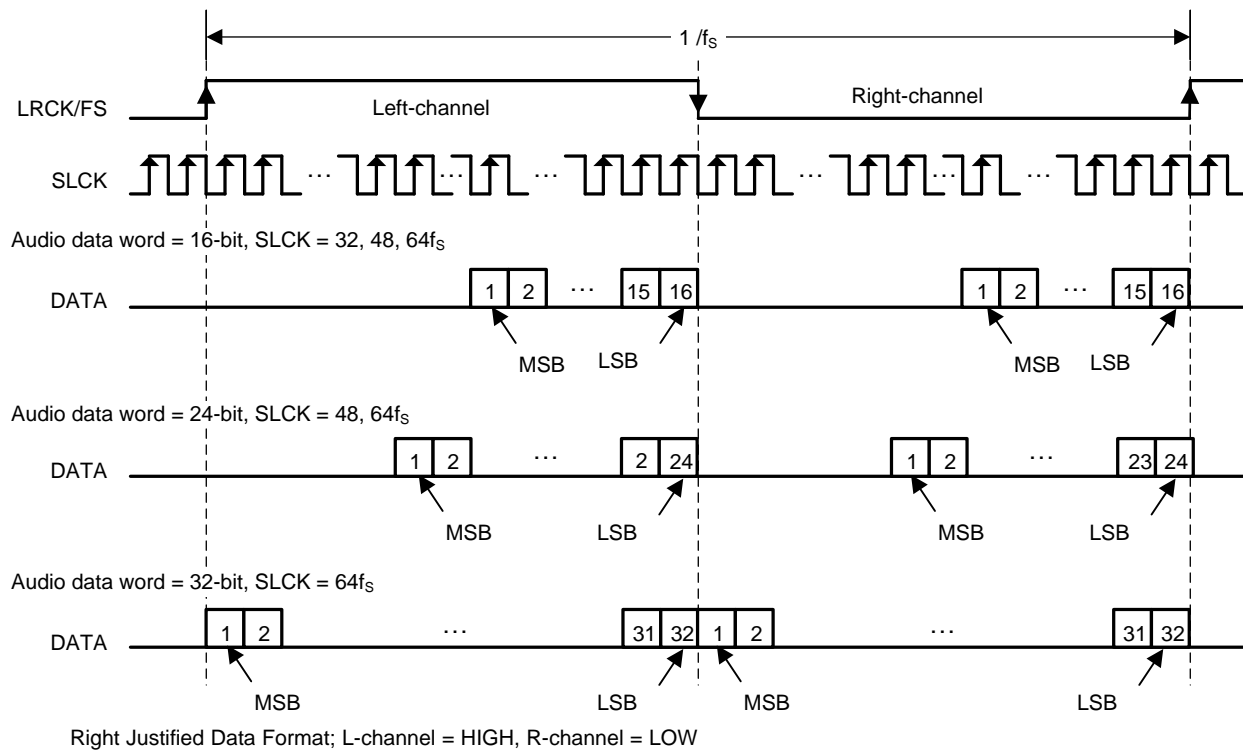 1 /fS
LRCK/FS
Left-channel
Right-channel
SLCK
… … … … … …
Audio data word = 16-bit, SLCK = 32, 48, 64fS
DATA
1 2 … 15 16 1 2 … 15 16
MSB LSB MSB LSB
Audio data word = 24-bit, SLCK = 48, 64fS
DATA
1 2 … 2 24 1 2 … 23 24
MSB LSB MSB LSB
Audio data word = 32-bit, SLCK = 64fS
DATA
1 2 … 31 32 1 2 … 31 32
MSB LSB MSB LSB
Right Justified Data Format; L-channel = HIGH, R-channel = LOW